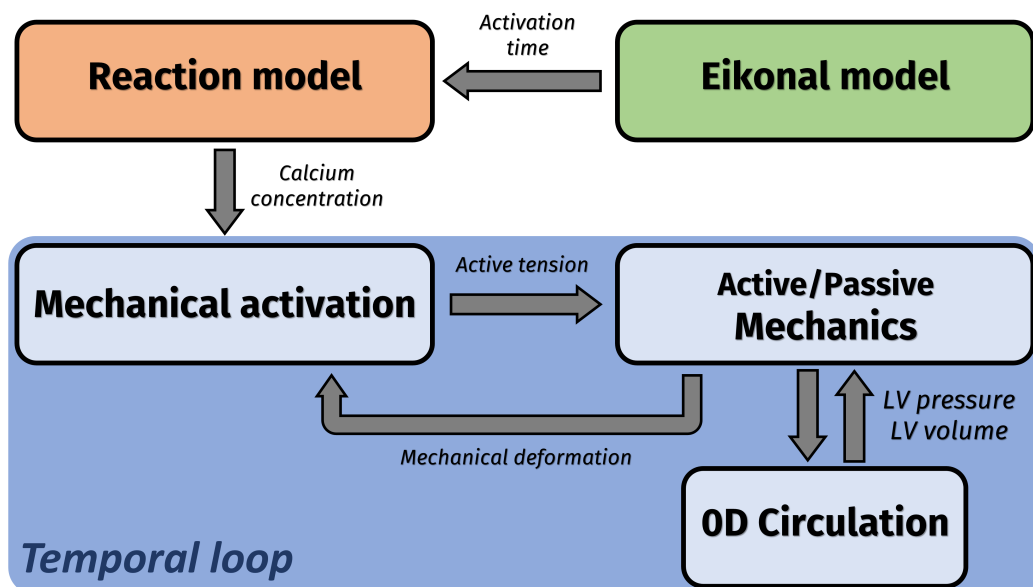 Reaction model
Activation
time
Eikonal model
Calcium
concentration
Mechanical activation
Active tension
Active/Passive
Mechanics
Mechanical deformation
LV pressure
LV volume
0D Circulation
Temporal loop